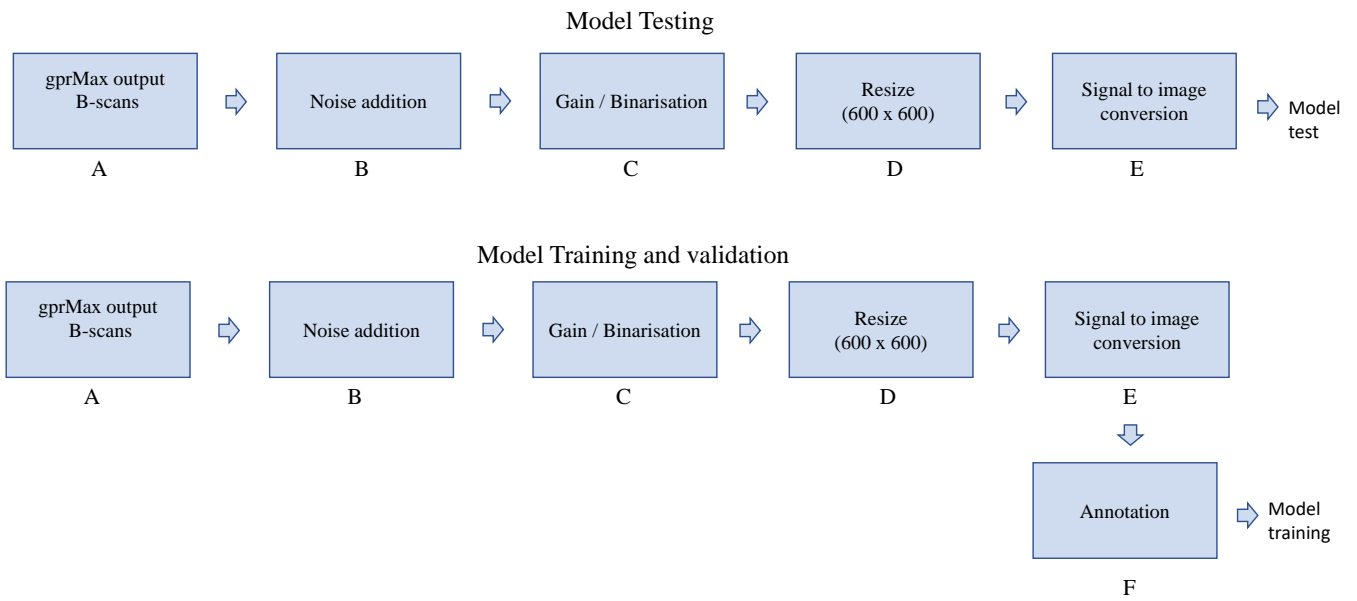 Model Testing
gprMax output
B-scans
Noise addition
Gain / Binarisation
Resize
(600 x 600)
Signal to image
conversion
Model
test
A
B
C
D
E
Model Training and validation
gprMax output
B-scans
Noise addition
Gain / Binarisation
Resize
(600 x 600)
Signal to image
conversion
A
B
C
D
E
Annotation
Model
training
F